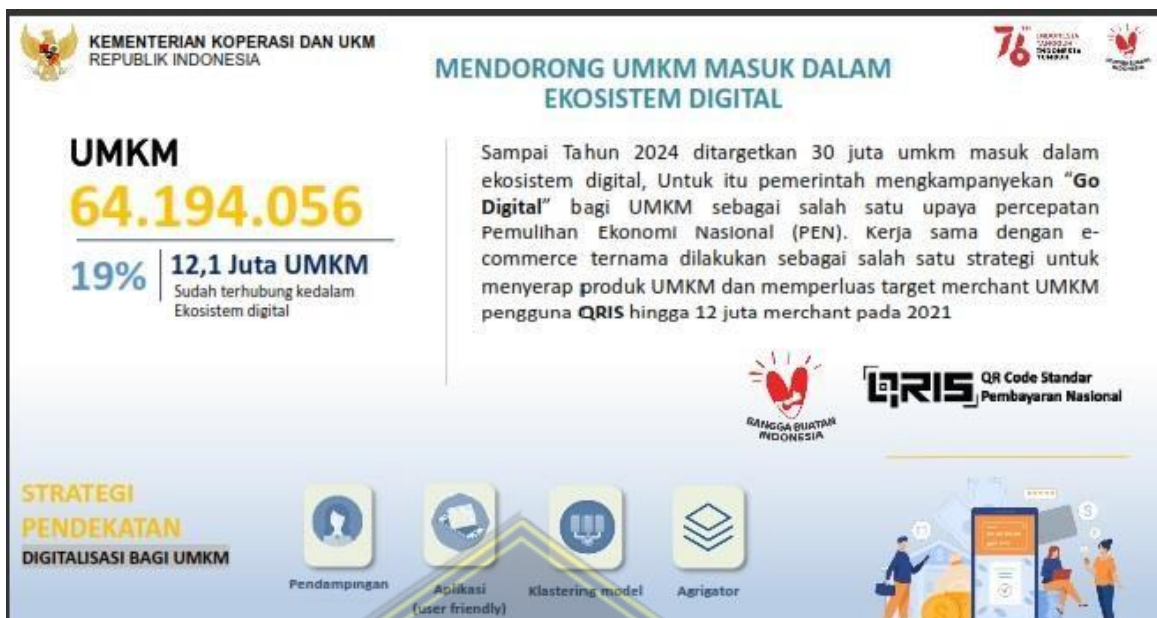 KEMENTERIAN KOPERASI DAN UKM
REPUBLIK INDONESIA
76
INDONESIA
TANGGUH
INDONESIA
TUMBUH
MENDORONG UMKM MASUK DALAM
EKOSISTEM DIGITAL
UMKM
64.194.056
19%
12,1 Juta UMKM
Sudah terhubung kedalam
Ekosistem digital
Sampai Tahun 2024 ditargetkan 30 juta umkm masuk dalam
ekosistem digital, Untuk itu pemerintah mengkampanyekan “Go
Digital” bagi UMKM sebagai salah satu upaya percepatan
Pemulihan Ekonomi Nasional (PEN). Kerja sama dengan e-
commerce ternama dilakukan sebagai salah satu strategi untuk
menyerap produk UMKM dan memperluas target merchant UMKM
pengguna QRIS hingga 12 juta merchant pada 2021
BANGGA BUATAN
INDONESIA
QRIS
QR Code Standar
Pembayaran Nasional
STRATEGI
PENDEKATAN
DIGITALISASI BAGI UMKM
Pendampingan
Aplikasi
(user friendly)
Klastering model
Agrigator